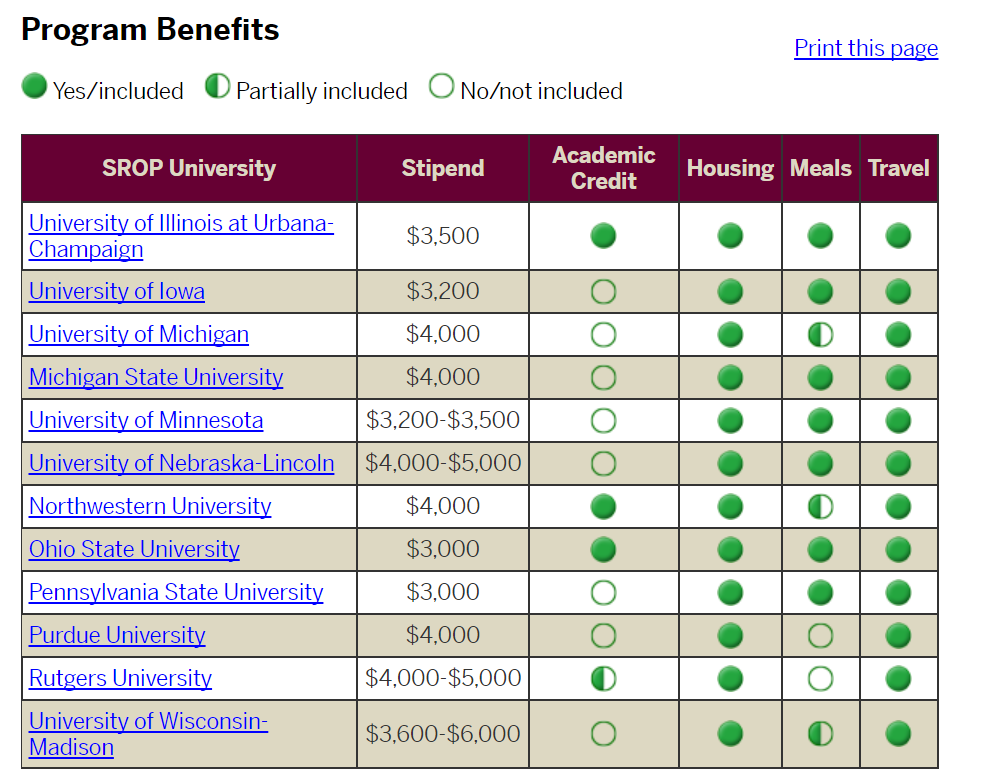 Program Benefits
Print this page
Yes/included Partially included No/not included
SROP University Stipend Academic Credit Housing Meals Travel
University of Illinois at Urbana-
Champaign $3,500
University of Iowa $3,200
University of Michigan $4,000
Michigan State University $4,000
University of Minnesota $3,200-$3,500
University of Nebraska-Lincoln $4,000-$5,000
Northwestern University $4,000
Ohio State University $3,000
Pennsylvania State University $3,000
Purdue University $4,000
Rutgers University $4,000-$5,000
University of Wisconsin-
Madison $3,600-$6,000